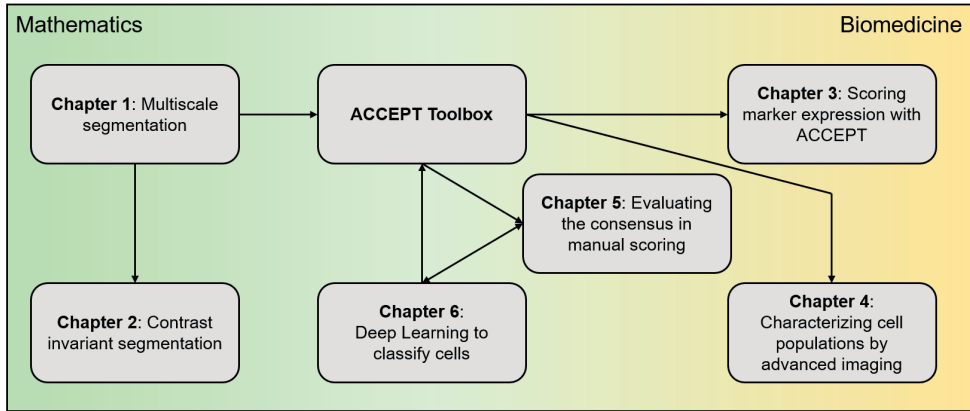 Mathematics
Biomedicine
Chapter 1: Multiscale
segmentation
ACCEPT Toolbox
Chapter 3: Scoring
marker expression with
ACCEPT
Chapter 5: Evaluating
the consensus in
manual scoring
Chapter 2: Contrast
invariant segmentation
Chapter 6:
Deep Learning to
classify cells
Chapter 4:
Characterizing cell
populations by
advanced imaging